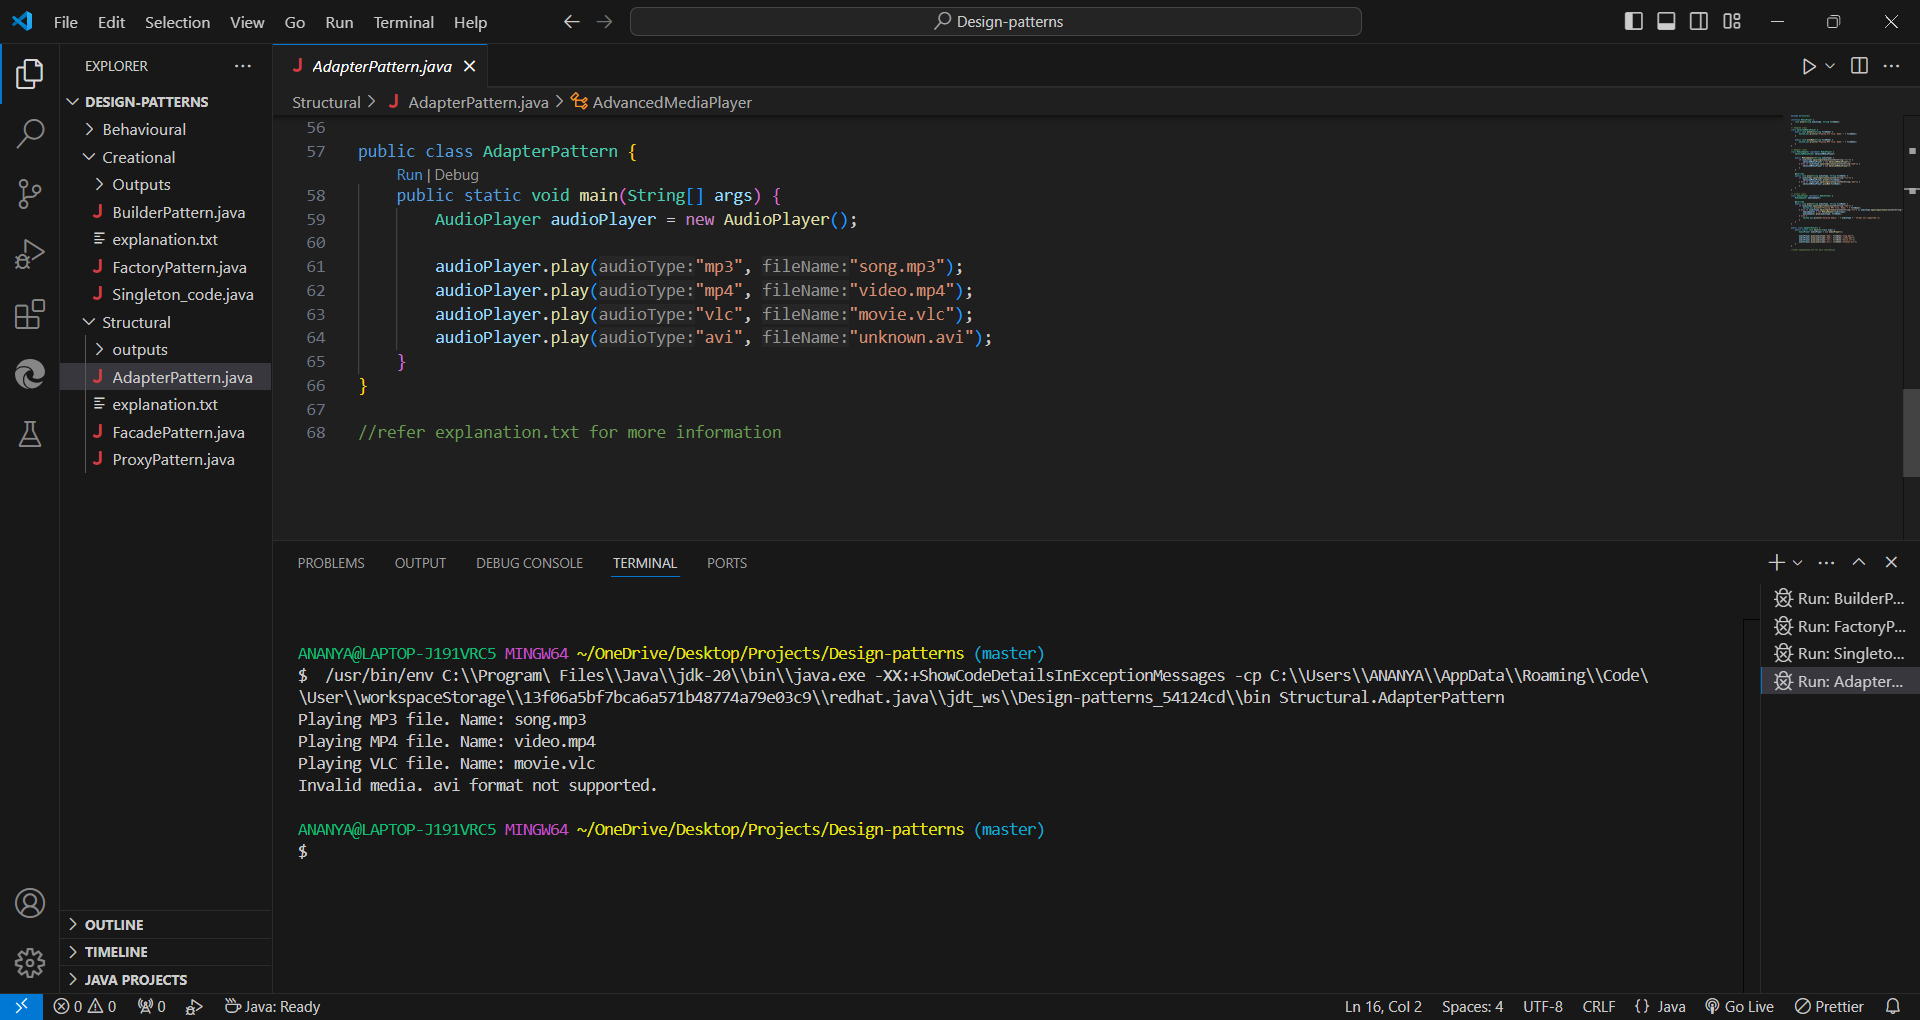 File Edit Selection View Go Run Terminal Help
Design-patterns
EXPLORER
DESIGN-PATTERNS
Behavioural
Creational
Outputs
BuilderPattern.java
explanation.txt
FactoryPattern.java
Singleton_code.java
Structural
outputs
AdapterPattern.java
explanation.txt
FacadePattern.java
ProxyPattern.java
OUTLINE
TIMELINE
JAVA PROJECTS
AdapterPattern.java
Structural > AdapterPattern.java > AdvancedMediaPlayer
56
57 public class AdapterPattern {
Run | Debug
58 public static void main(String[] args) {
59 AudioPlayer audioPlayer = new AudioPlayer();
60
61 audioPlayer.play(audioType:"mp3", fileName:"song.mp3");
62 audioPlayer.play(audioType:"mp4", fileName:"video.mp4");
63 audioPlayer.play(audioType:"vlc", fileName:"movie.vlc");
64 audioPlayer.play(audioType:"avi", fileName:"unknown.avi");
65 }
66 }
67
68 //refer explanation.txt for more information
PROBLEMS OUTPUT DEBUG CONSOLE TERMINAL PORTS
ANANYA@LAPTOP-J191VRC5 MINGW64 ~/OneDrive/Desktop/Projects/Design-patterns (master)
$ /usr/bin/env C:\\Program\ Files\\Java\\jdk-20\\bin\\java.exe -XX:+ShowCodeDetailsInExceptionMessages -cp C:\\Users\\ANANYA\\AppData\\Roaming\\Code\
\User\\workspaceStorage\\13f06a5bf7bca6a571b48774a79e03c9\\redhat.java\\jdt_ws\\Design-patterns_54124cd\\bin Structural.AdapterPattern
Playing MP3 file. Name: song.mp3
Playing MP4 file. Name: video.mp4
Playing VLC file. Name: movie.vlc
Invalid media. avi format not supported.
ANANYA@LAPTOP-J191VRC5 MINGW64 ~/OneDrive/Desktop/Projects/Design-patterns (master)
$
Run: BuilderP...
Run: FactoryP...
Run: Singleto...
Run: Adapter...
0 0 0 Java: Ready
Ln 16, Col 2 Spaces: 4 UTF-8 CRLF {} Java Go Live Prettier